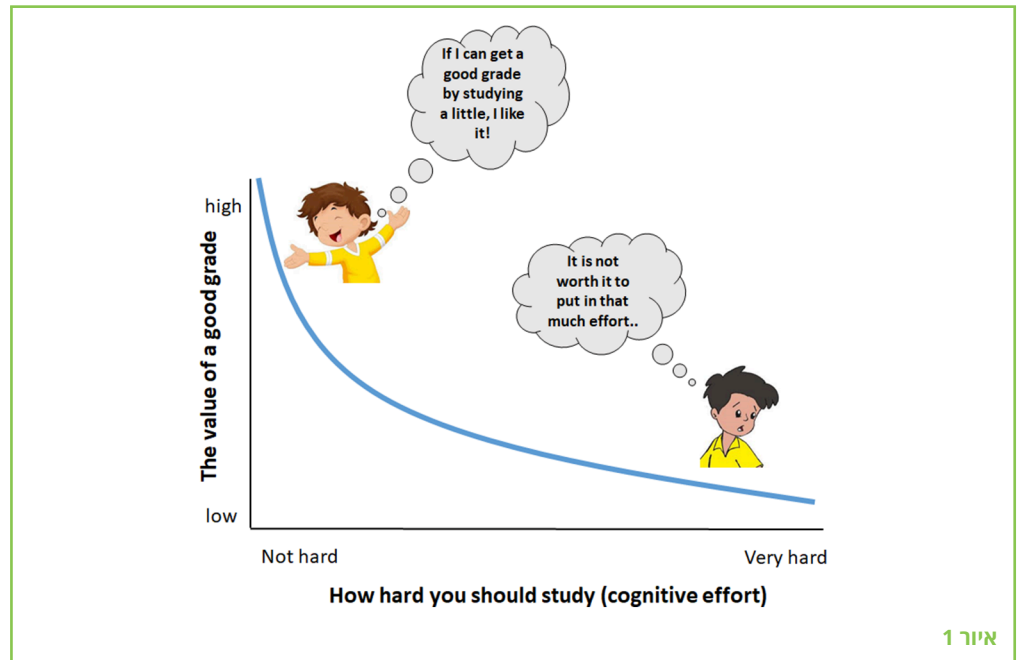 If I can get a
good grade
by studying
a little, I like
it!
high
It is not
worth it to
put in that
much effort..
The value of a good grade
low
Not hard
Very hard
How hard you should study (cognitive effort)
איור 1